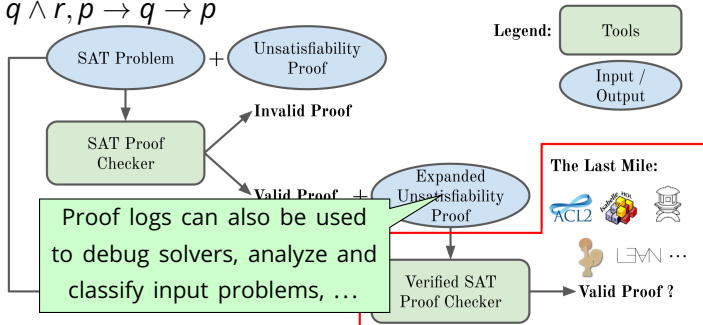 q ∧ r, p → q → p
SAT Problem
+
Unsatisfiability
Proof
Legend:
Tools
Input /
Output
SAT Proof
Checker
Invalid Proof
Valid Proof
+
Expanded
Unsatisfiability
Proof
The Last Mile:
ACL2
Isabelle HOL
L∃∀N ...
Proof logs can also be used
to debug solvers, analyze and
classify input problems, ...
Verified SAT
Proof Checker
Valid Proof ?